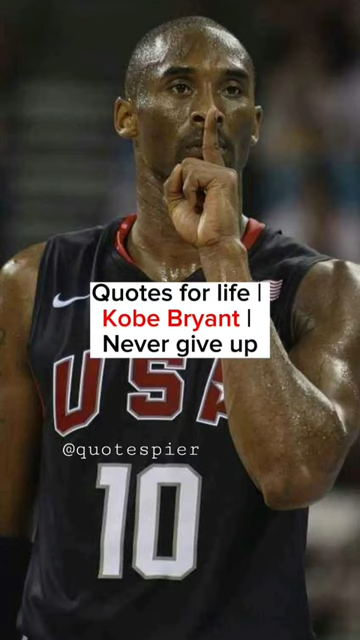 Quotes for life |
Kobe Bryant |
Never give up
USA
@quotespier
10